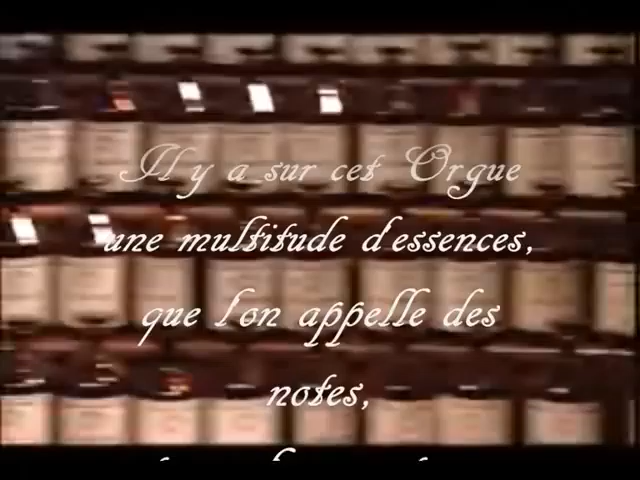 Il y a sur cet Orgue
une multitude d'essences,
que l'on appelle des
notes,